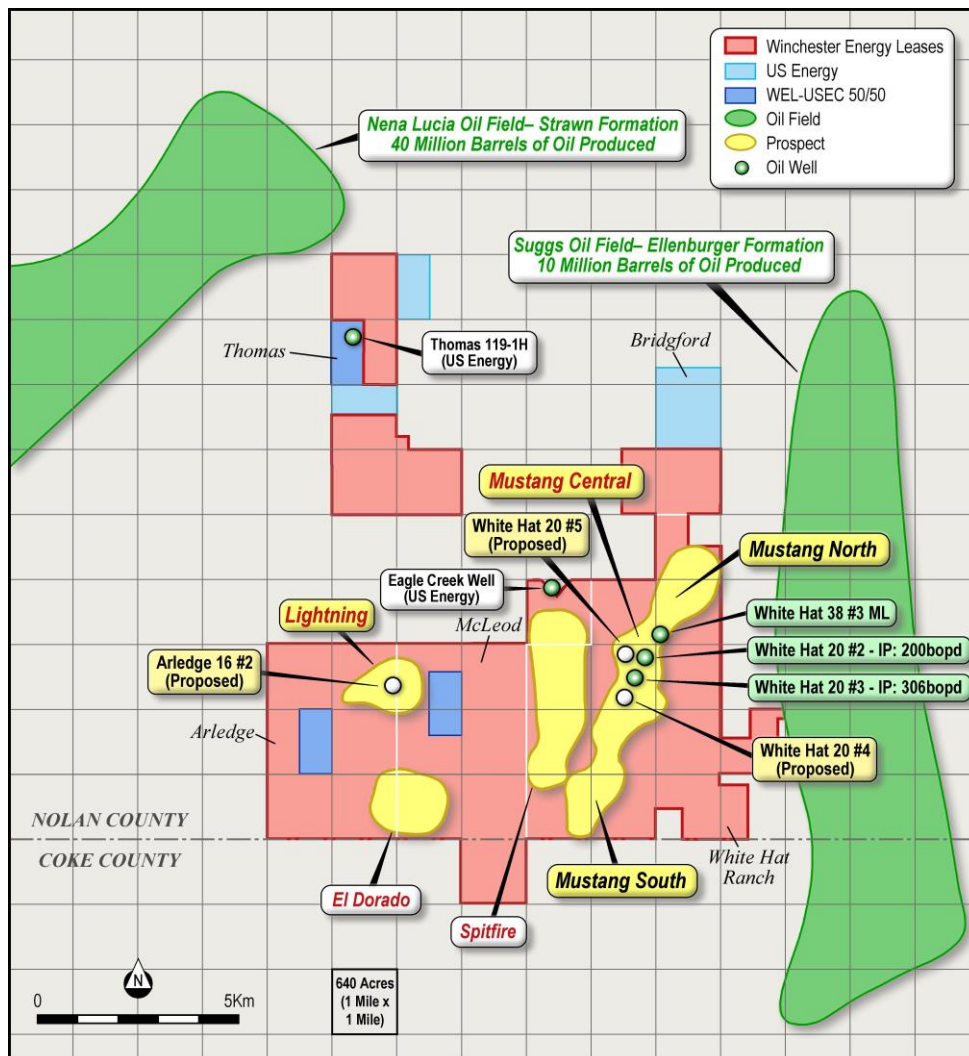 Winchester Energy Leases
US Energy
WEL-USEC 50/50
Oil Field
Prospect
Oil Well
Nena Lucia Oil Field– Strawn Formation
40 Million Barrels of Oil Produced
Suggs Oil Field– Ellenburger Formation
10 Million Barrels of Oil Produced
Thomas
Thomas 119-1H
(US Energy)
Bridgford
Mustang Central
White Hat 20 #5
(Proposed)
Mustang North
Eagle Creek Well
(US Energy)
Lightning
McLeod
White Hat 38 #3 ML
White Hat 20 #2 - IP: 200bopd
Arledge 16 #2
(Proposed)
White Hat 20 #3 - IP: 306bopd
Arledge
White Hat 20 #4
(Proposed)
NOLAN COUNTY
COKE COUNTY
White Hat
Ranch
Mustang South
El Dorado
Spitfire
N
0
5Km
640 Acres
(1 Mile x
1 Mile)